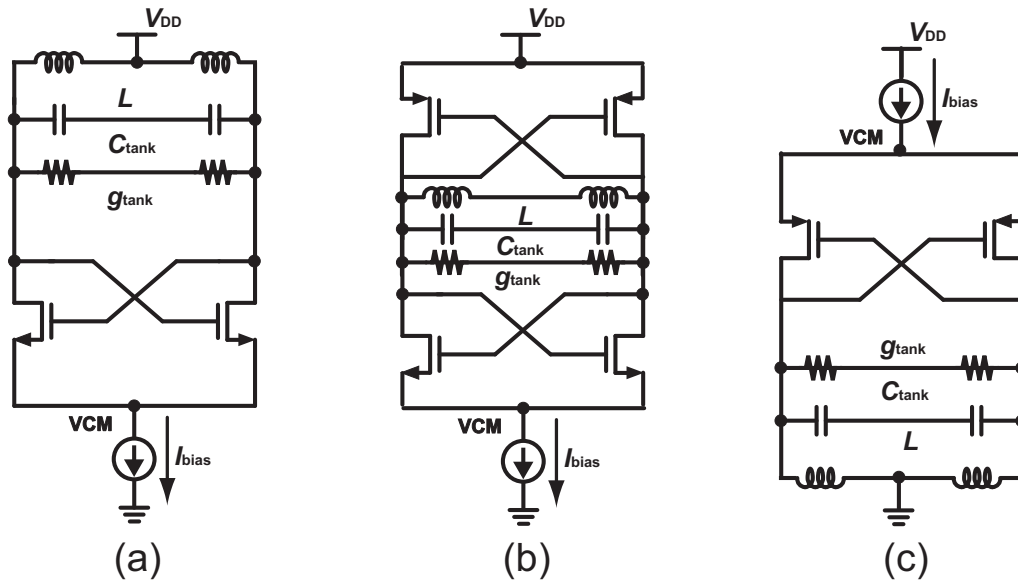 VDD
L
Ctank
gtank
VCM
Ibias
(a)
VDD
L
Ctank
gtank
VCM
Ibias
(b)
VDD
Ibias
VCM
gtank
Ctank
L
(c)